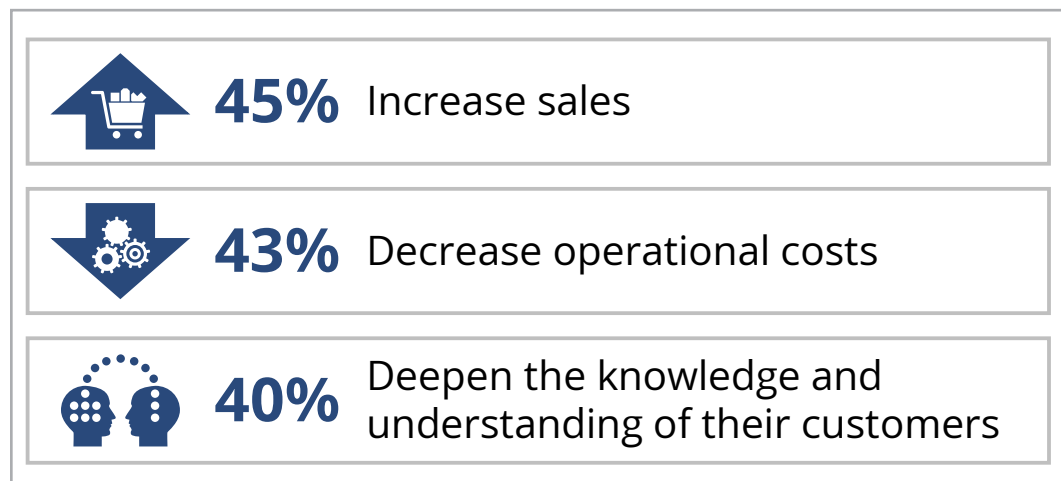 45% Increase sales
43% Decrease operational costs
40% Deepen the knowledge and
understanding of their customers